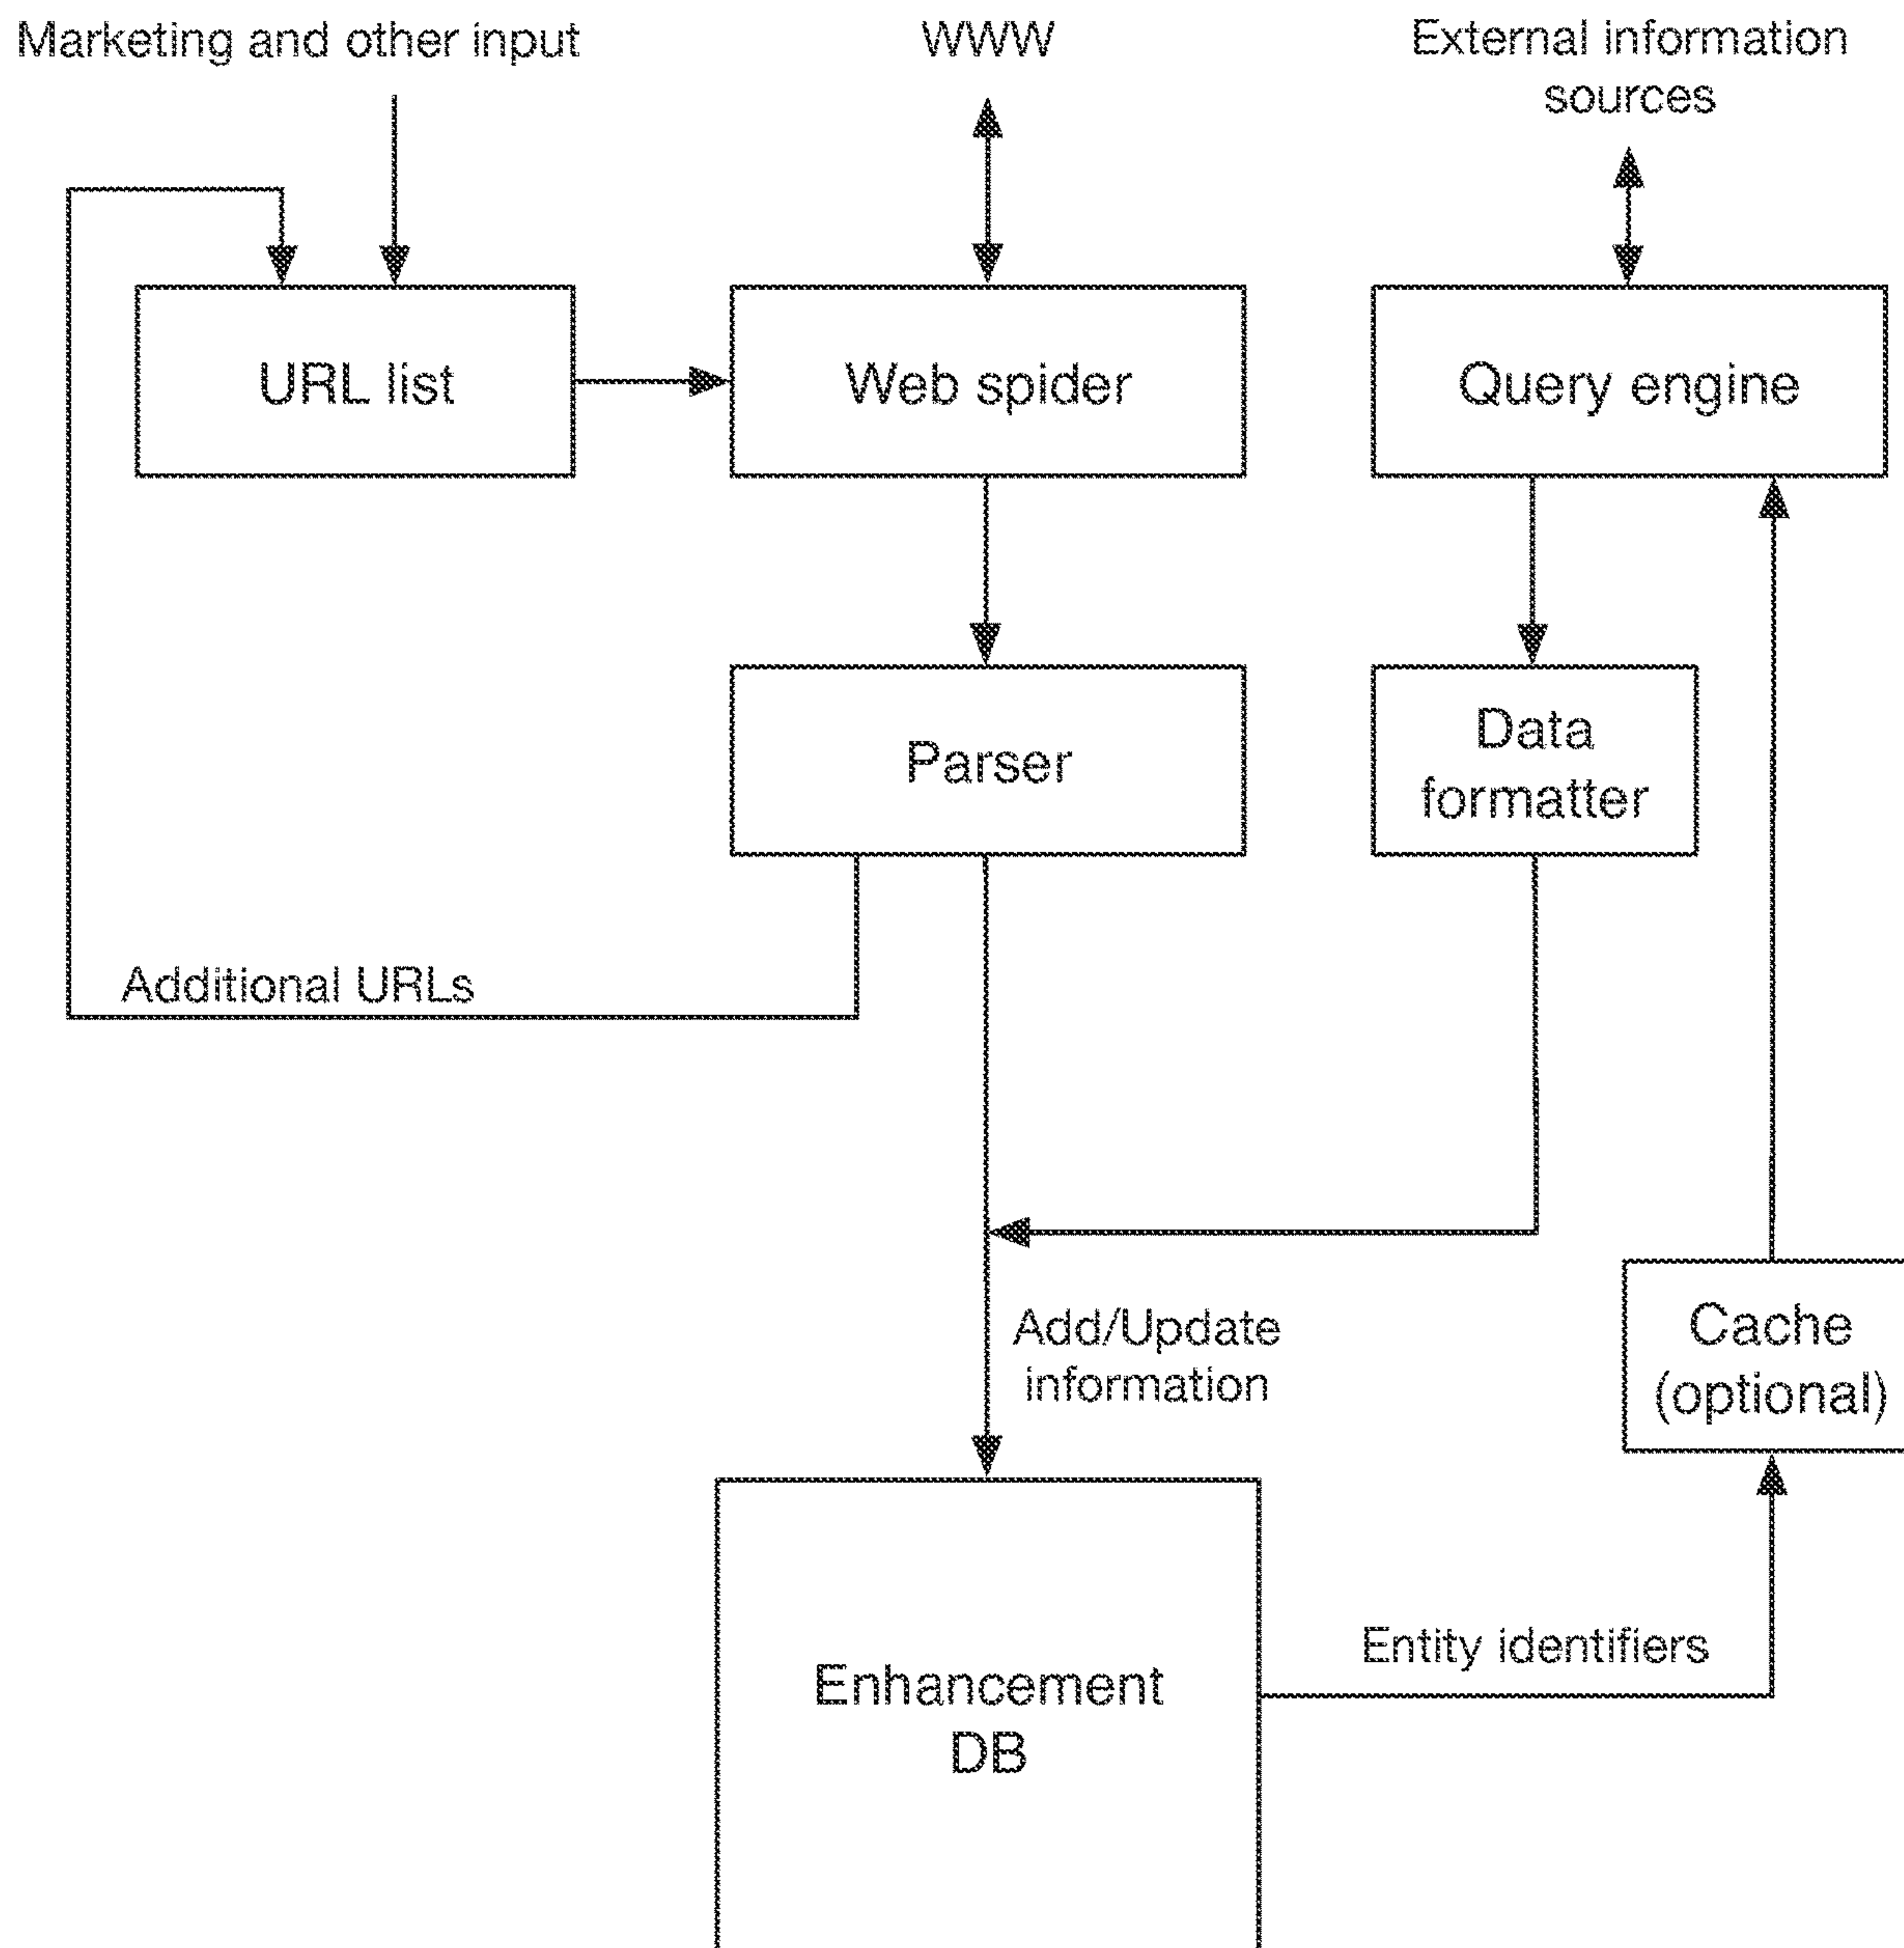 Marketing and other input
WWW
External information
sources
URL list
Web spider
Query engine
Parser
Data
formatter
Additional URLs
Add/Update
information
Cache
(optional)
Entity identifiers
Enhancement
DB